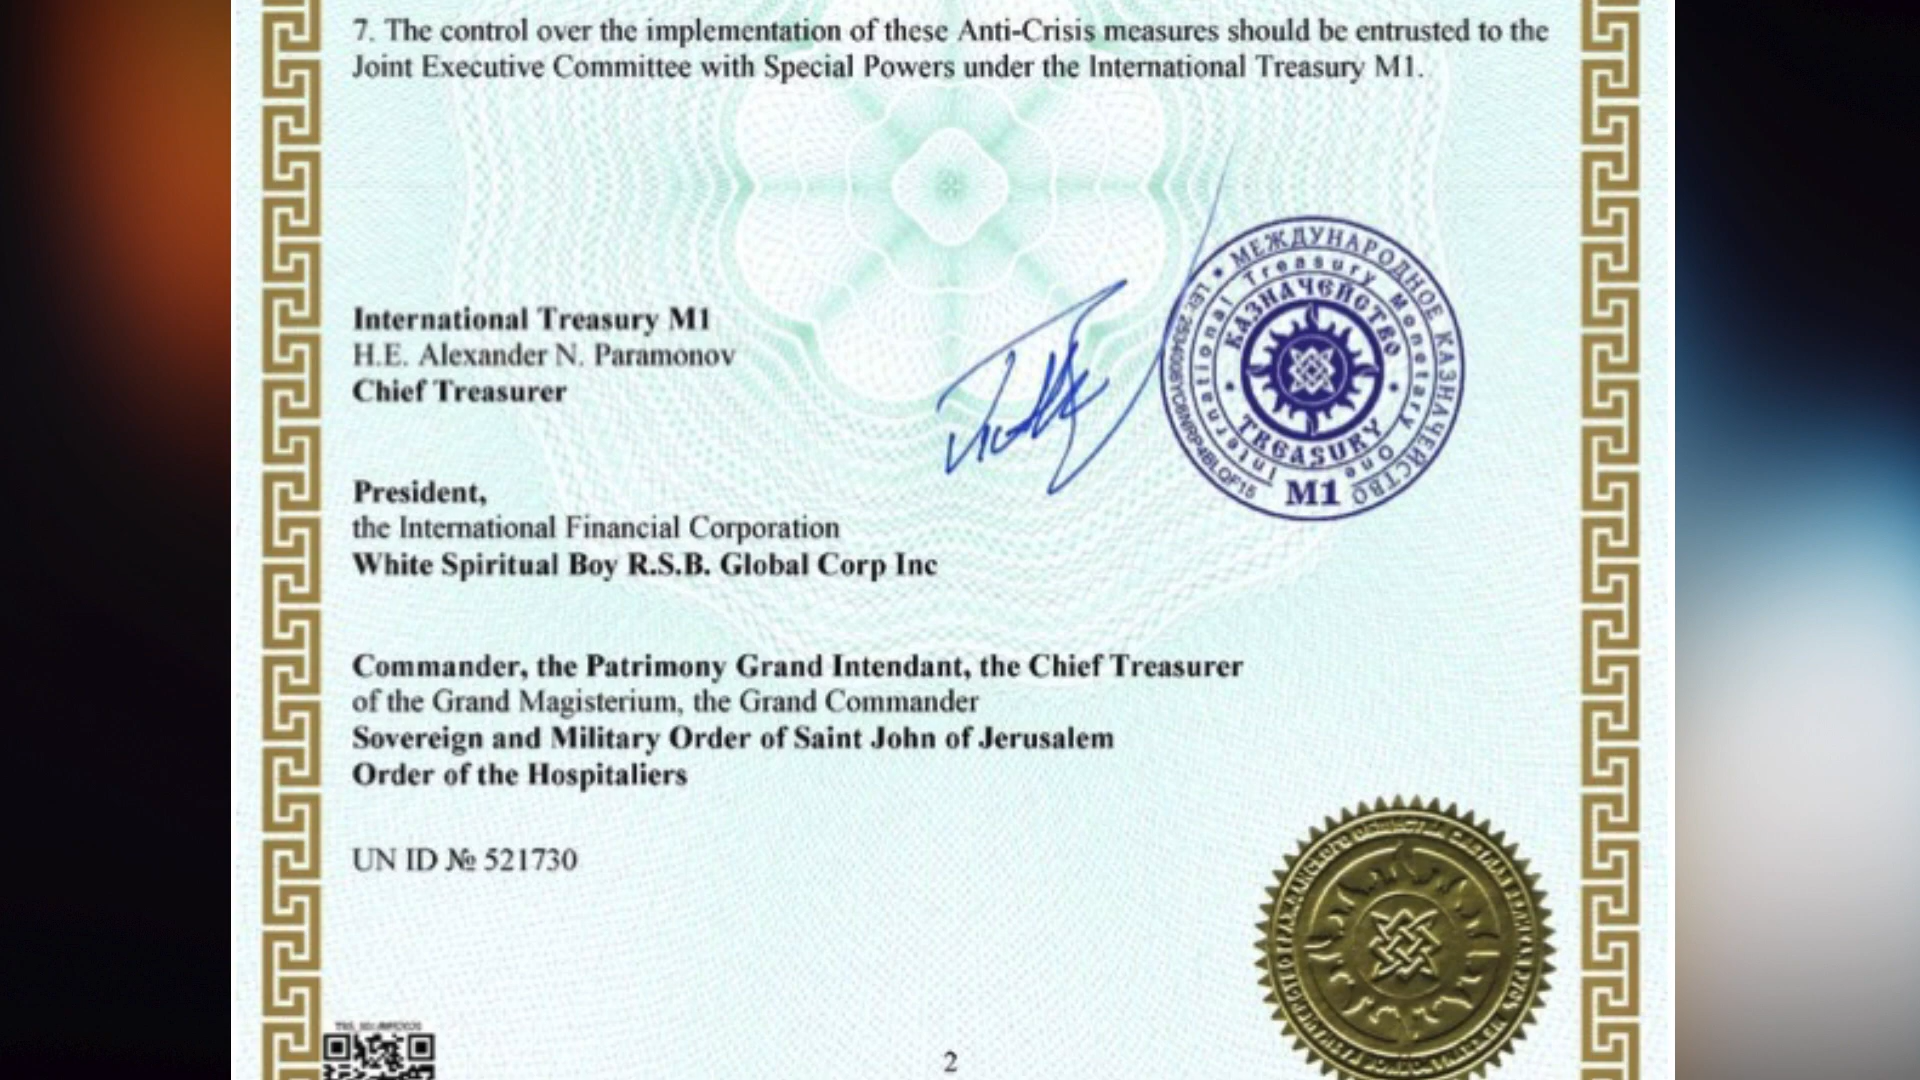 7. The control over the implementation of these Anti-Crisis measures should be entrusted to the
Joint Executive Committee with Special Powers under the International Treasury M1.
МЕЖДУНАРОДНОЕ КАЗНАЧЕЙСТВО
International Treasury Monetary One
КАЗНАЧЕЙСТВО
TREASURY
M1
International Treasury M1
H.E. Alexander N. Paramonov
Chief Treasurer
President,
the International Financial Corporation
White Spiritual Boy R.S.B. Global Corp Inc
Commander, the Patrimony Grand Intendant, the Chief Treasurer
of the Grand Magisterium, the Grand Commander
Sovereign and Military Order of Saint John of Jerusalem
Order of the Hospitaliers
UN ID № 521730
2